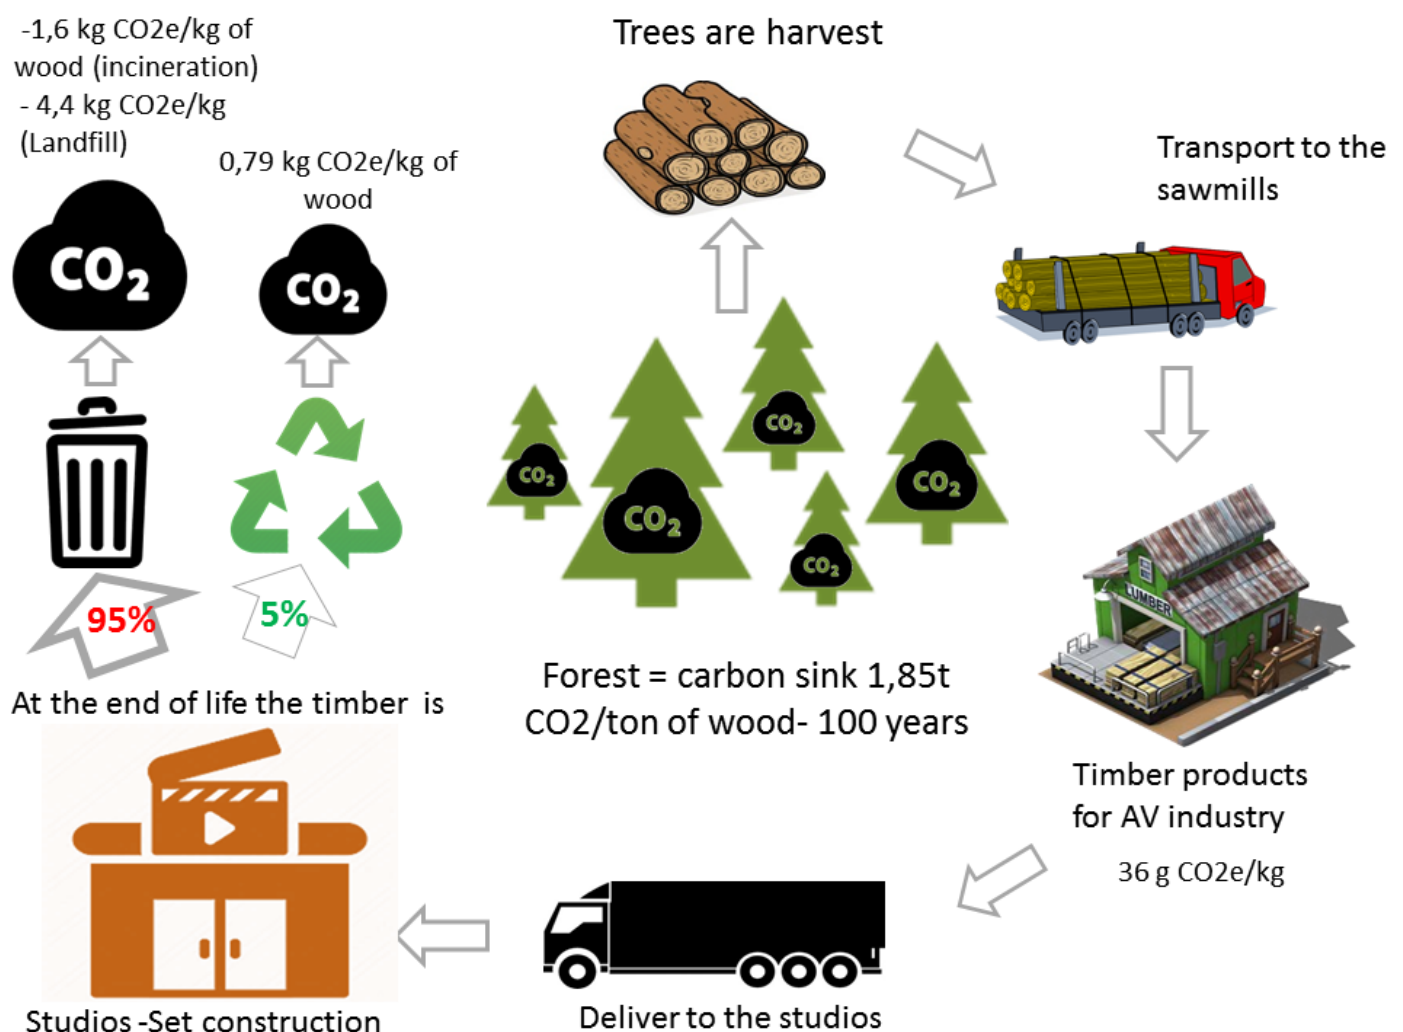 -1,6 kg CO2e/kg of
wood (incineration)
- 4,4 kg CO2e/kg
(Landfill)
0,79 kg CO2e/kg of
wood
CO2
CO2
Trees are harvest
Transport to the
sawmills
CO2
CO2
CO2
CO2
CO2
LUMBER
95%
5%
Forest = carbon sink 1,85t
CO2/ton of wood- 100 years
At the end of life the timber is
Timber products
for AV industry
36 g CO2e/kg
Deliver to the studios
Studios -Set construction